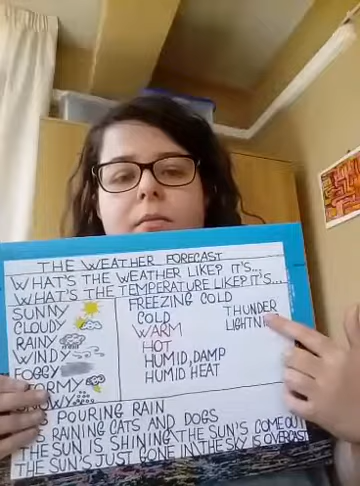 THE WEATHER FORECAST
WHAT'S THE WEATHER LIKE? IT'S...
WHAT'S THE TEMPERATURE LIKE? IT'S...
SUNNY
CLOUDY
RAINY
WINDY
FOGGY
STORMY
SNOWY
FREEZING COLD
COLD
WARM
HOT
HUMID, DAMP
HUMID HEAT
THUNDER
POURING RAIN
RAINING CATS AND DOGS
THE SUN IS SHINING, THE SUN'S COME OUT
THE SUN'S JUST GONE IN THE SKY IS OVERCAST